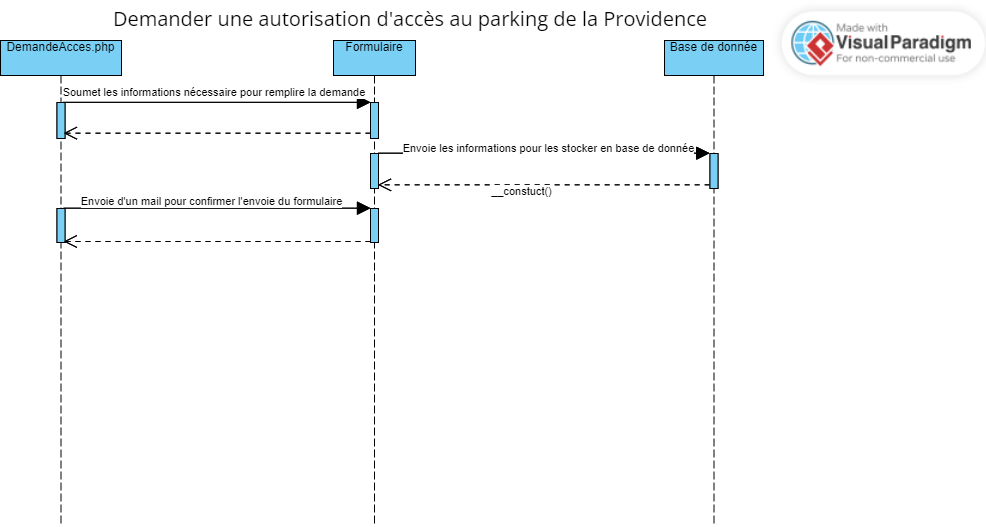 Demander une autorisation d'accès au parking de la Providence
Made with
Visual Paradigm
For non-commercial use
DemandeAcces.php
Formulaire
Base de donnée
Soumet les informations nécessaire pour remplire la demande
Envoie les informations pour les stocker en base de donnée
__constuct()
Envoie d'un mail pour confirmer l'envoie du formulaire